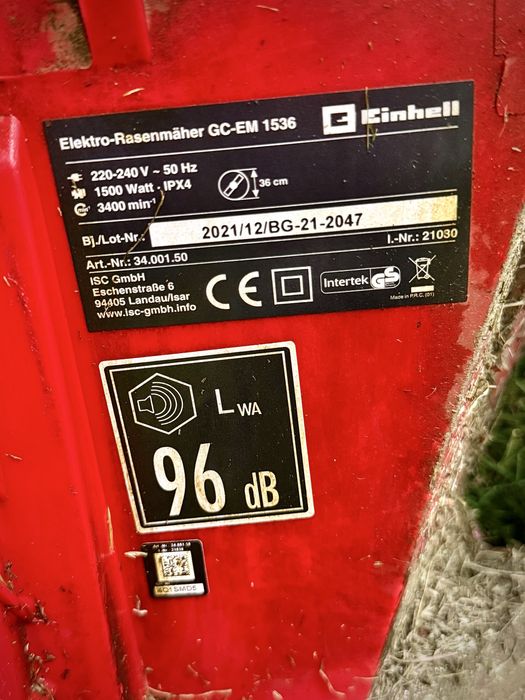 Elektro-Rasenmäher GC-EM 1536
Einhell
220-240 V ~ 50 Hz
1500 Watt - IPX4
3400 min⁻¹
36 cm
Bj./Lot-Nr.: 2021/12/BG-21-2047
Art.-Nr.: 34.001.50
I.-Nr.: 21030
ISC GmbH
Eschenstraße 6
94405 Landau/Isar
www.isc-gmbh.info
CE
Intertek GS
Made in P.R.C. (01)
LWA
96 dB